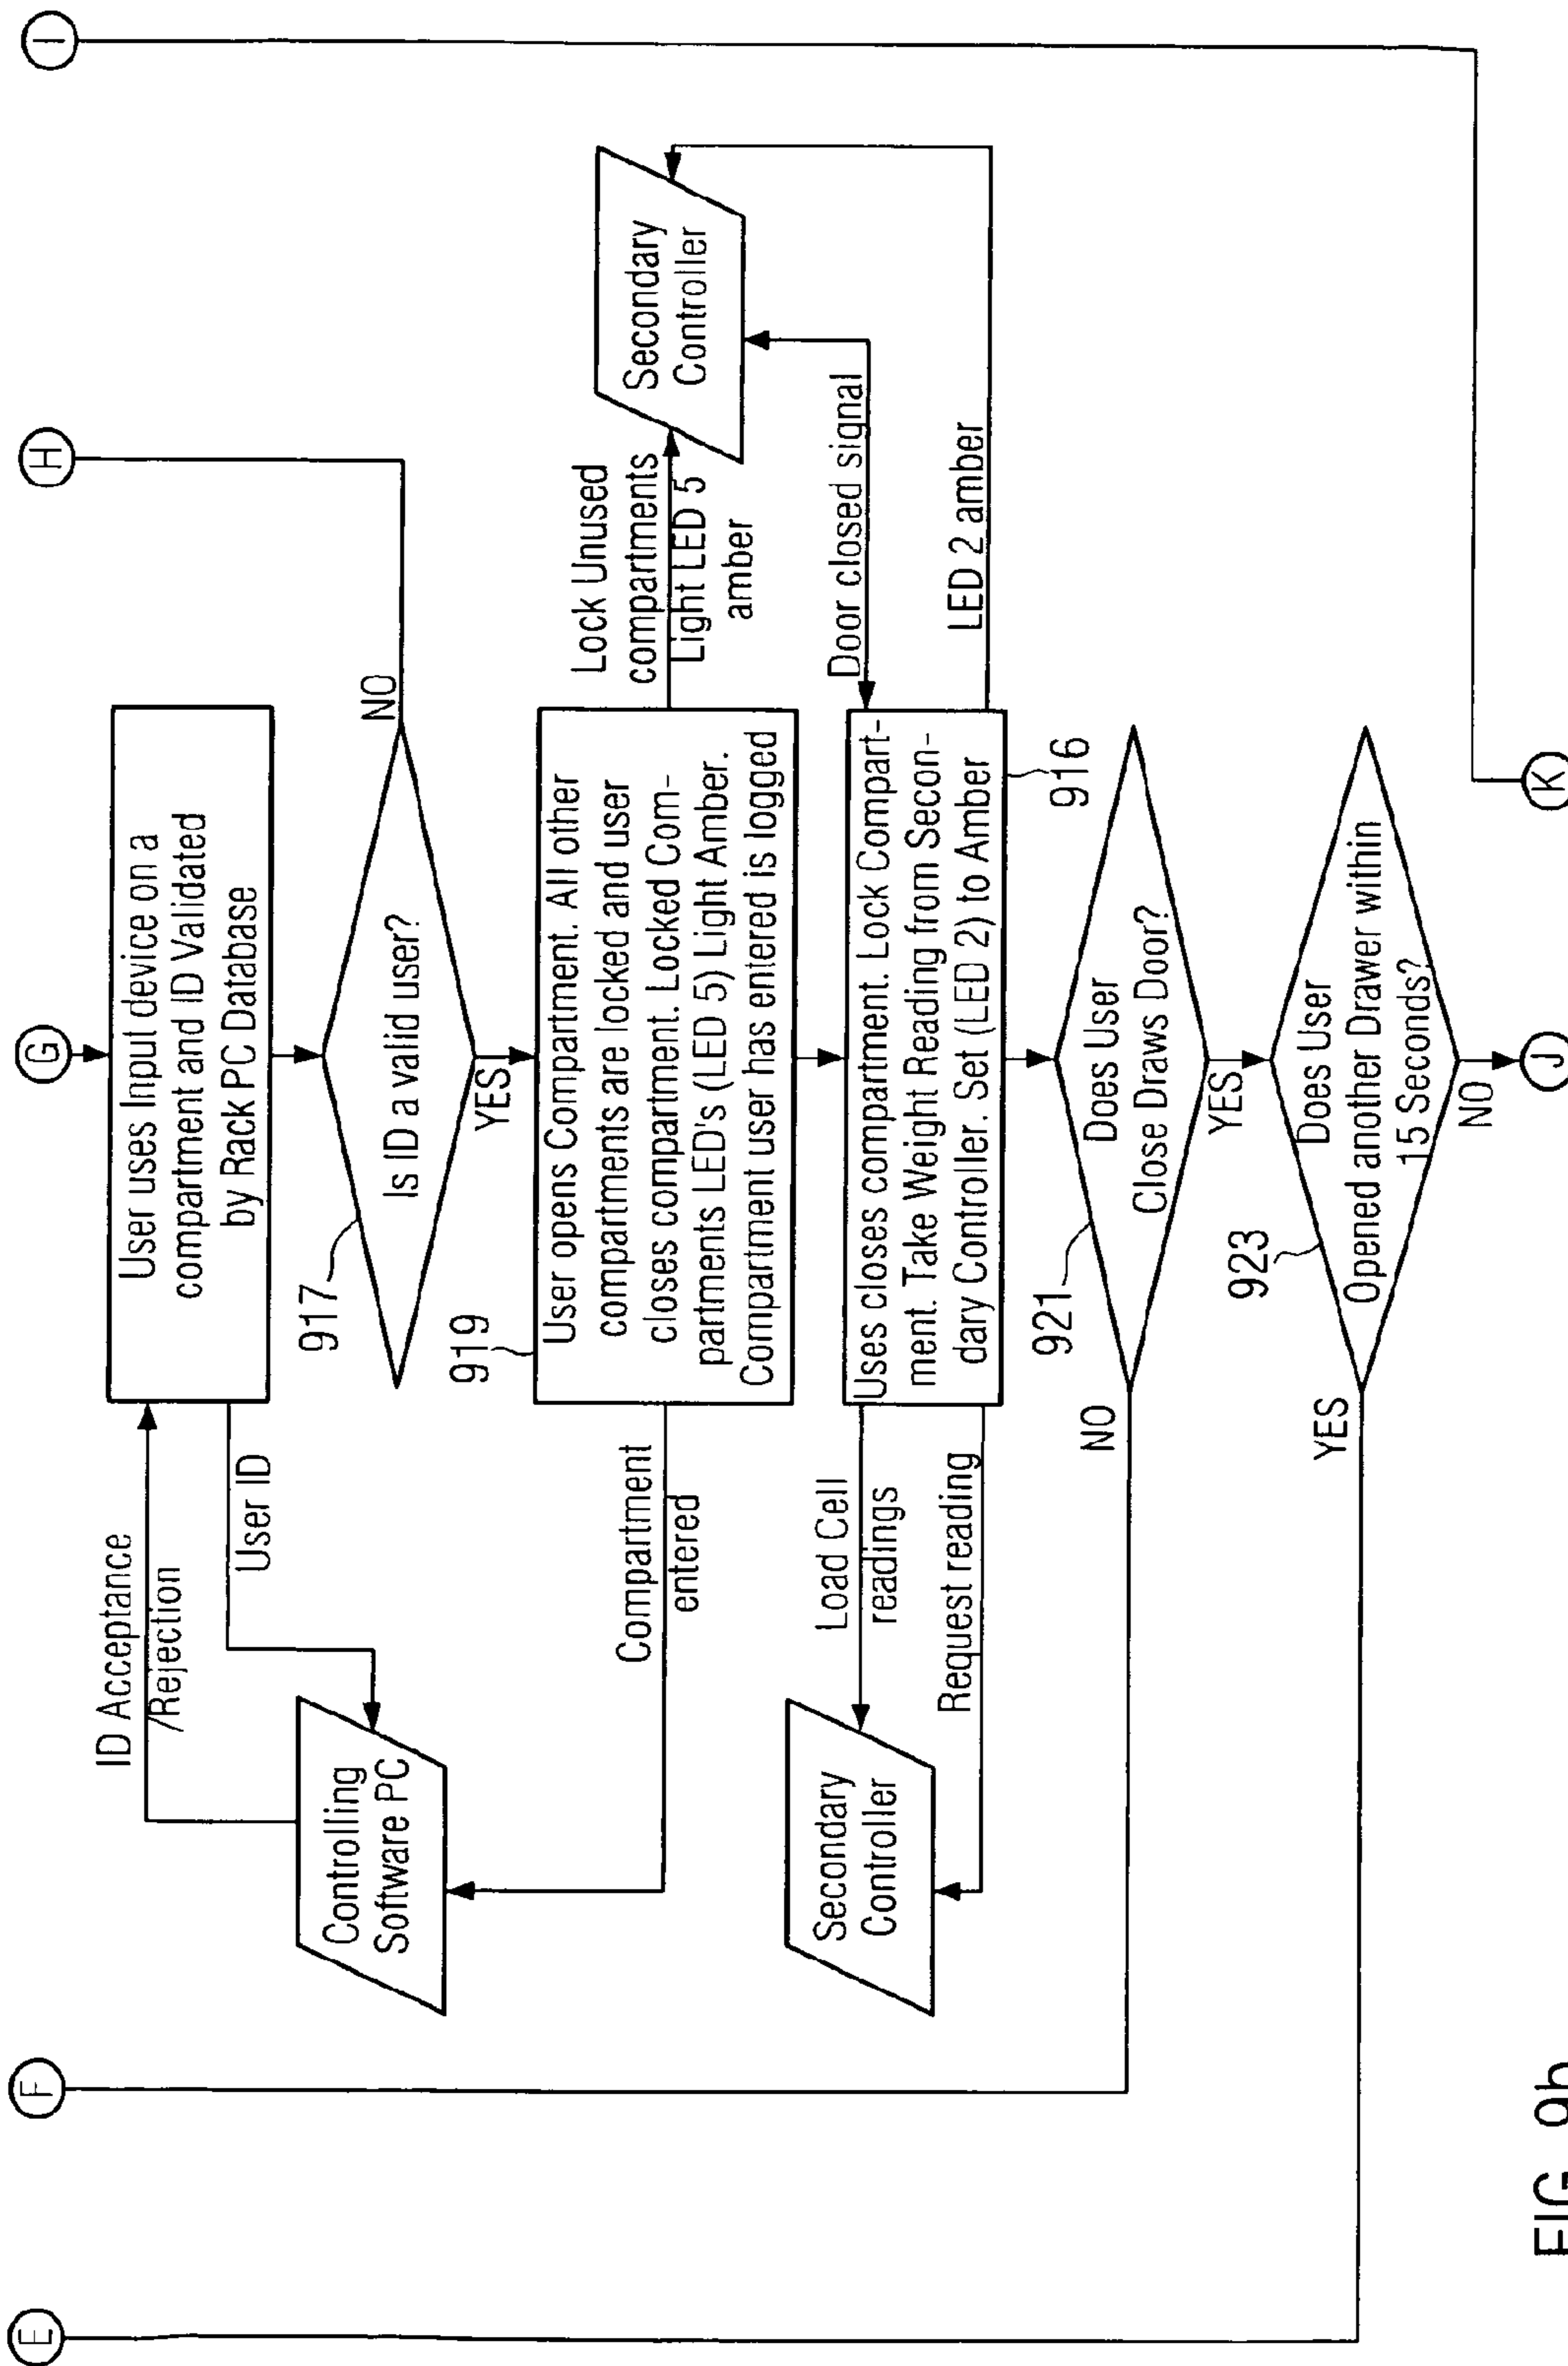 E
F
G
H
I
User uses Input device on a
compartment and ID Validated
by Rack PC Database
ID Acceptance
/Rejection
User ID
Controlling
Software PC
917
Is ID a valid user?
NO
YES
919
User opens Compartment. All other
compartments are locked and user
closes compartment. Locked Com-
partments LED's (LED 5) Light Amber.
Compartment user has entered is logged
Compartment
entered
Lock Unused
compartments
Light LED 5
amber
Secondary
Controller
Door closed signal
LED 2 amber
Uses closes compartment. Lock Compart-
ment. Take Weight Reading from Secon-
dary Controller. Set (LED 2) to Amber
916
Load Cell
readings
Request reading
Secondary
Controller
921
Does User
Close Draws Door?
NO
YES
923
Does User
Opened another Drawer within
15 Seconds?
YES
NO
J
K
FIG. 9b